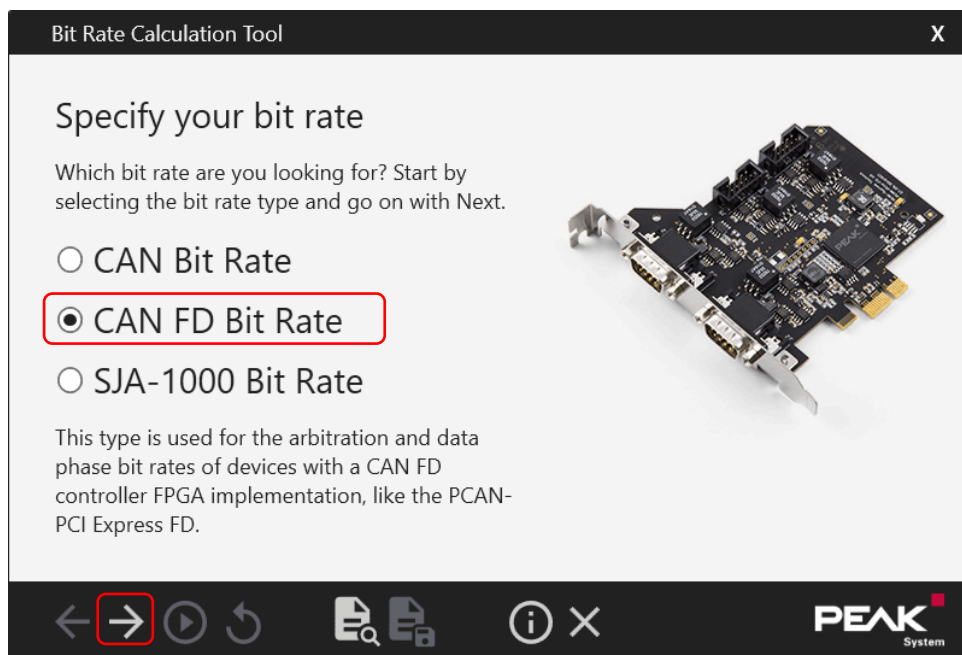 Bit Rate Calculation Tool
X
Specify your bit rate
Which bit rate are you looking for? Start by
selecting the bit rate type and go on with Next.
CAN Bit Rate
CAN FD Bit Rate
SJA-1000 Bit Rate
This type is used for the arbitration and data
phase bit rates of devices with a CAN FD
controller FPGA implementation, like the PCAN-
PCI Express FD.
PEAK
PEAK
System